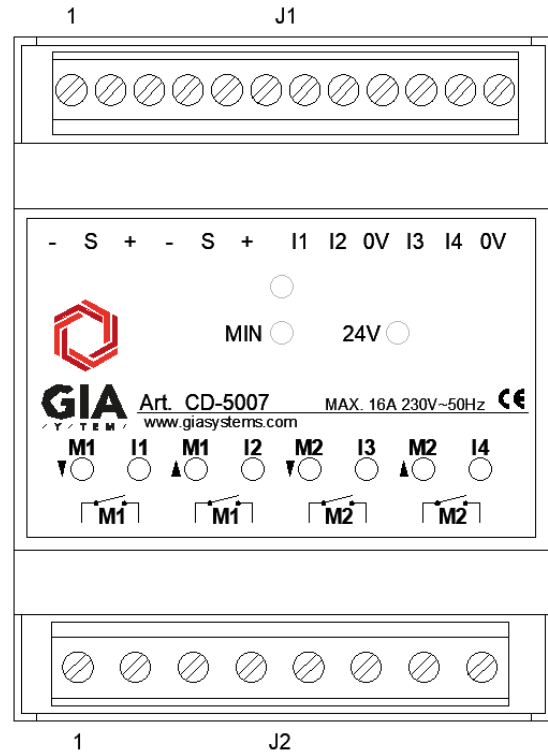 1 J1
- S + - S + I1 I2 0V I3 I4 0V
MIN 24V
GIA
/Y/TEM/
Art. CD-5007 MAX. 16A 230V~50Hz CE
www.giasystems.com
M1 I1 M1 I2 M2 I3 M2 I4
M1 M1 M2 M2
1 J2